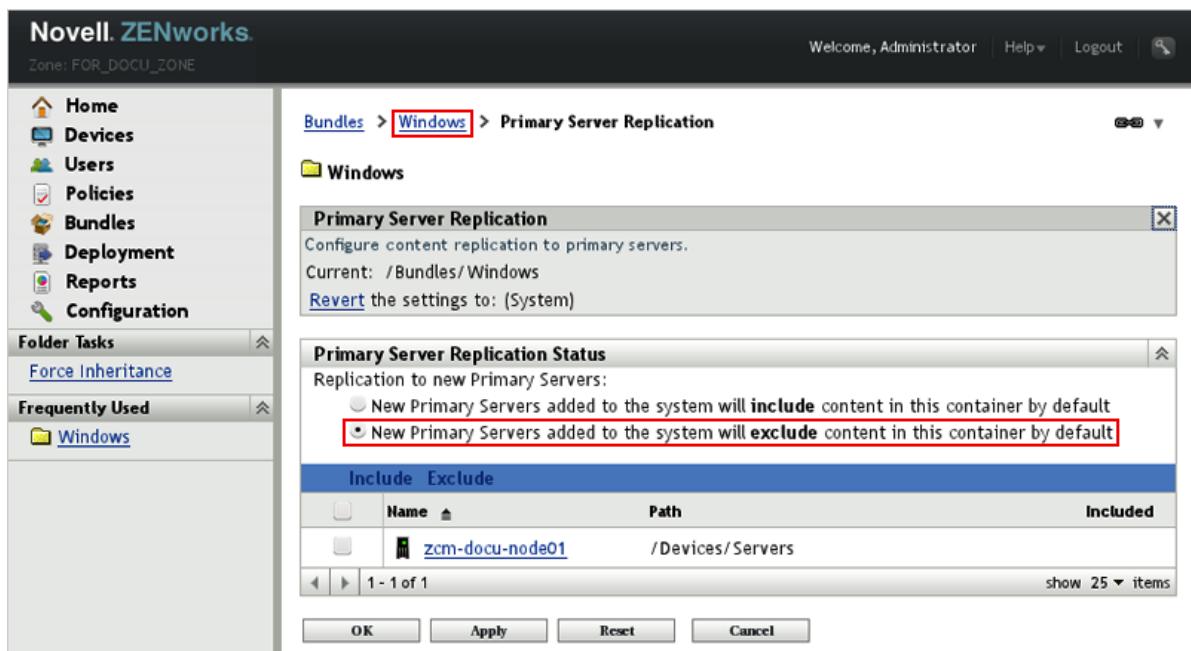 Novell. ZENworks.
Zone: FOR_DOCU_ZONE
Welcome, Administrator Help Logout
Home
Devices
Users
Policies
Bundles
Deployment
Reports
Configuration
Folder Tasks
Force Inheritance
Frequently Used
Windows
Bundles > Windows > Primary Server Replication
Windows
Primary Server Replication
Configure content replication to primary servers.
Current: /Bundles/Windows
Revert the settings to: (System)
Primary Server Replication Status
Replication to new Primary Servers:
New Primary Servers added to the system will include content in this container by default
New Primary Servers added to the system will exclude content in this container by default
Include Exclude
Name Path Included
zcm-docu-node01 /Devices/Servers
1 - 1 of 1 show 25 items
OK Apply Reset Cancel